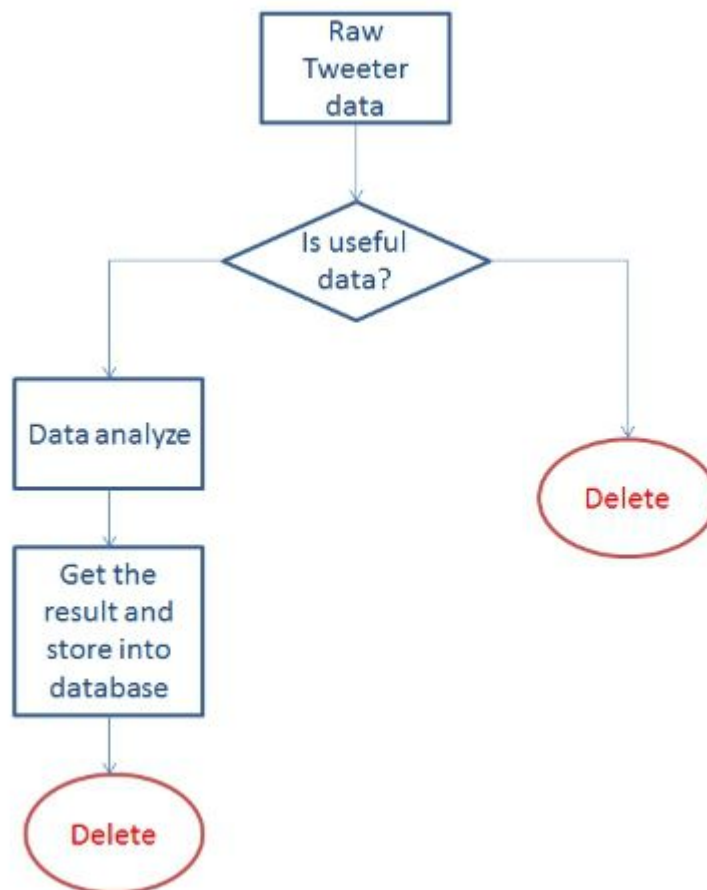 Raw
Tweeter
data
Is useful
data?
Data analyze
Delete
Get the
result and
store into
database
Delete